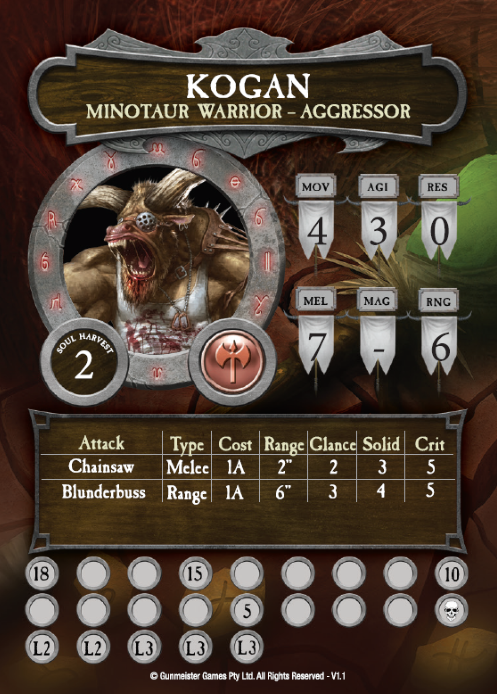 KOGAN
MINOTAUR WARRIOR – AGGRESSOR
MOV AGI RES
4 3 0
MEL MAG RNG
7 - 6
SOUL HARVEST
2
Attack Type Cost Range Glance Solid Crit
Chainsaw Melee 1A 2" 2 3 5
Blunderbuss Range 1A 6" 3 4 5
18 15 10
5
L2 L2 L3 L3 L3
© Gunmeister Games Pty Ltd. All Rights Reserved - V1.1